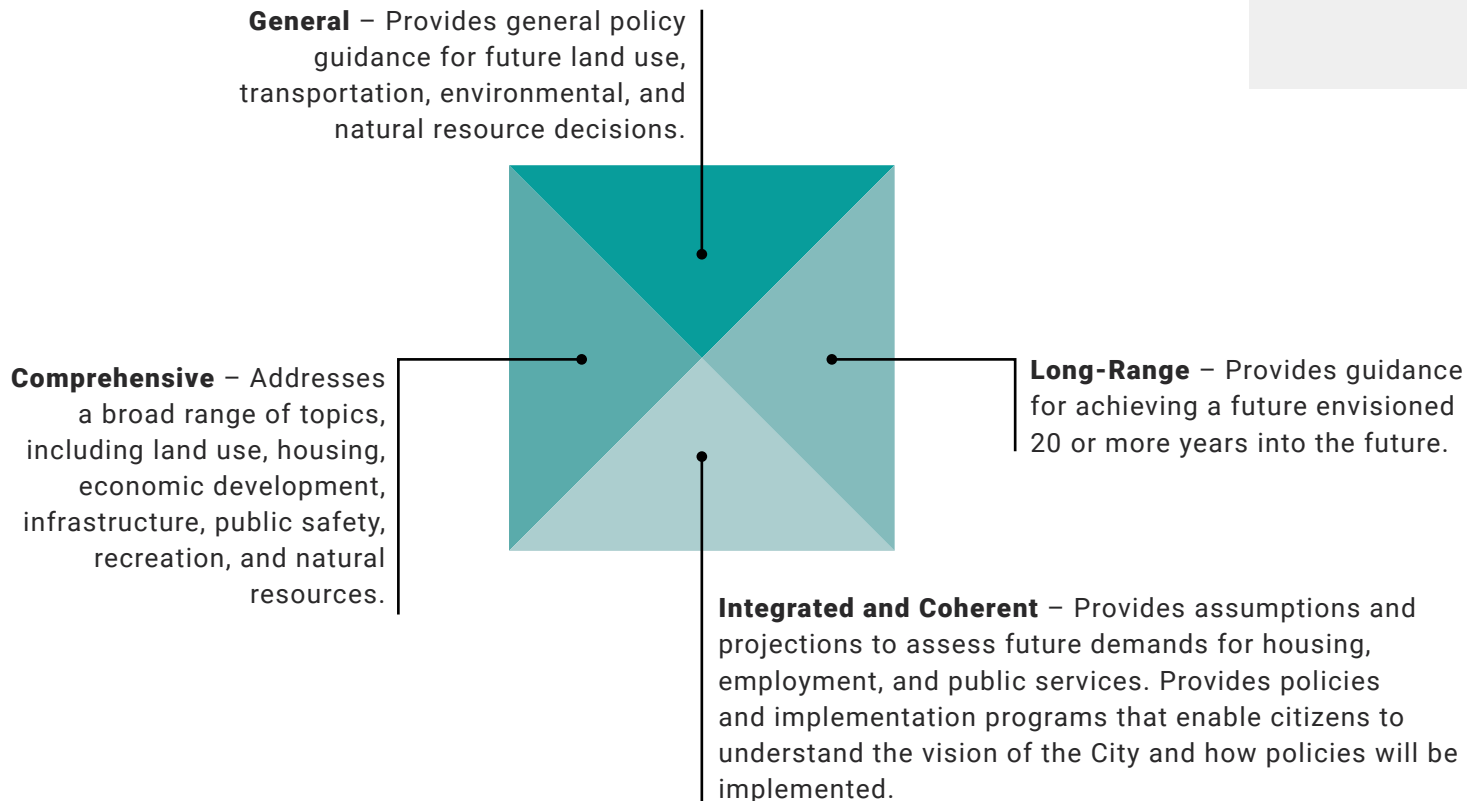 General – Provides general policy
guidance for future land use,
transportation, environmental, and
natural resource decisions.
Comprehensive – Addresses
a broad range of topics,
including land use, housing,
economic development,
infrastructure, public safety,
recreation, and natural
resources.
Long-Range – Provides guidance
for achieving a future envisioned
20 or more years into the future.
Integrated and Coherent – Provides assumptions and
projections to assess future demands for housing,
employment, and public services. Provides policies
and implementation programs that enable citizens to
understand the vision of the City and how policies will be
implemented.